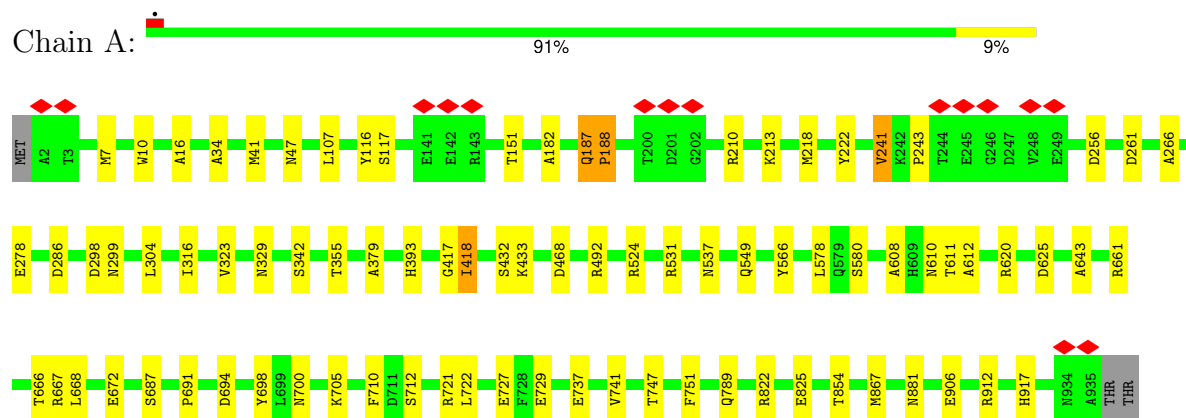 Chain A:
91%
9%
MET A2 T3 M7 W10 A16 A34 M41 N47 L107 Y116 S117 E141 E142 R143 T151 A182 Q187 P188 T200 D201 G202 R210 K213 M218 Y222 V241 K242 P243 T244 E245 G246 D247 V248 E249 D256 D261 A266
E278 D286 D298 N299 L304 I316 V323 N329 S342 T355 A379 H393 G417 I418 S432 K433 D468 R492 R524 R531 N537 Q549 Y566 L578 Q579 S580 A608 H609 N610 T611 A612 R620 D625 A643 R661
T666 R667 L668 E672 S687 P691 D694 Y698 L699 N700 K705 F710 D711 S712 R721 L722 E727 F728 E729 E737 V741 T747 F751 Q789 R822 E825 T854 M867 N881 E906 R912 H917 N934 A935 THR THR